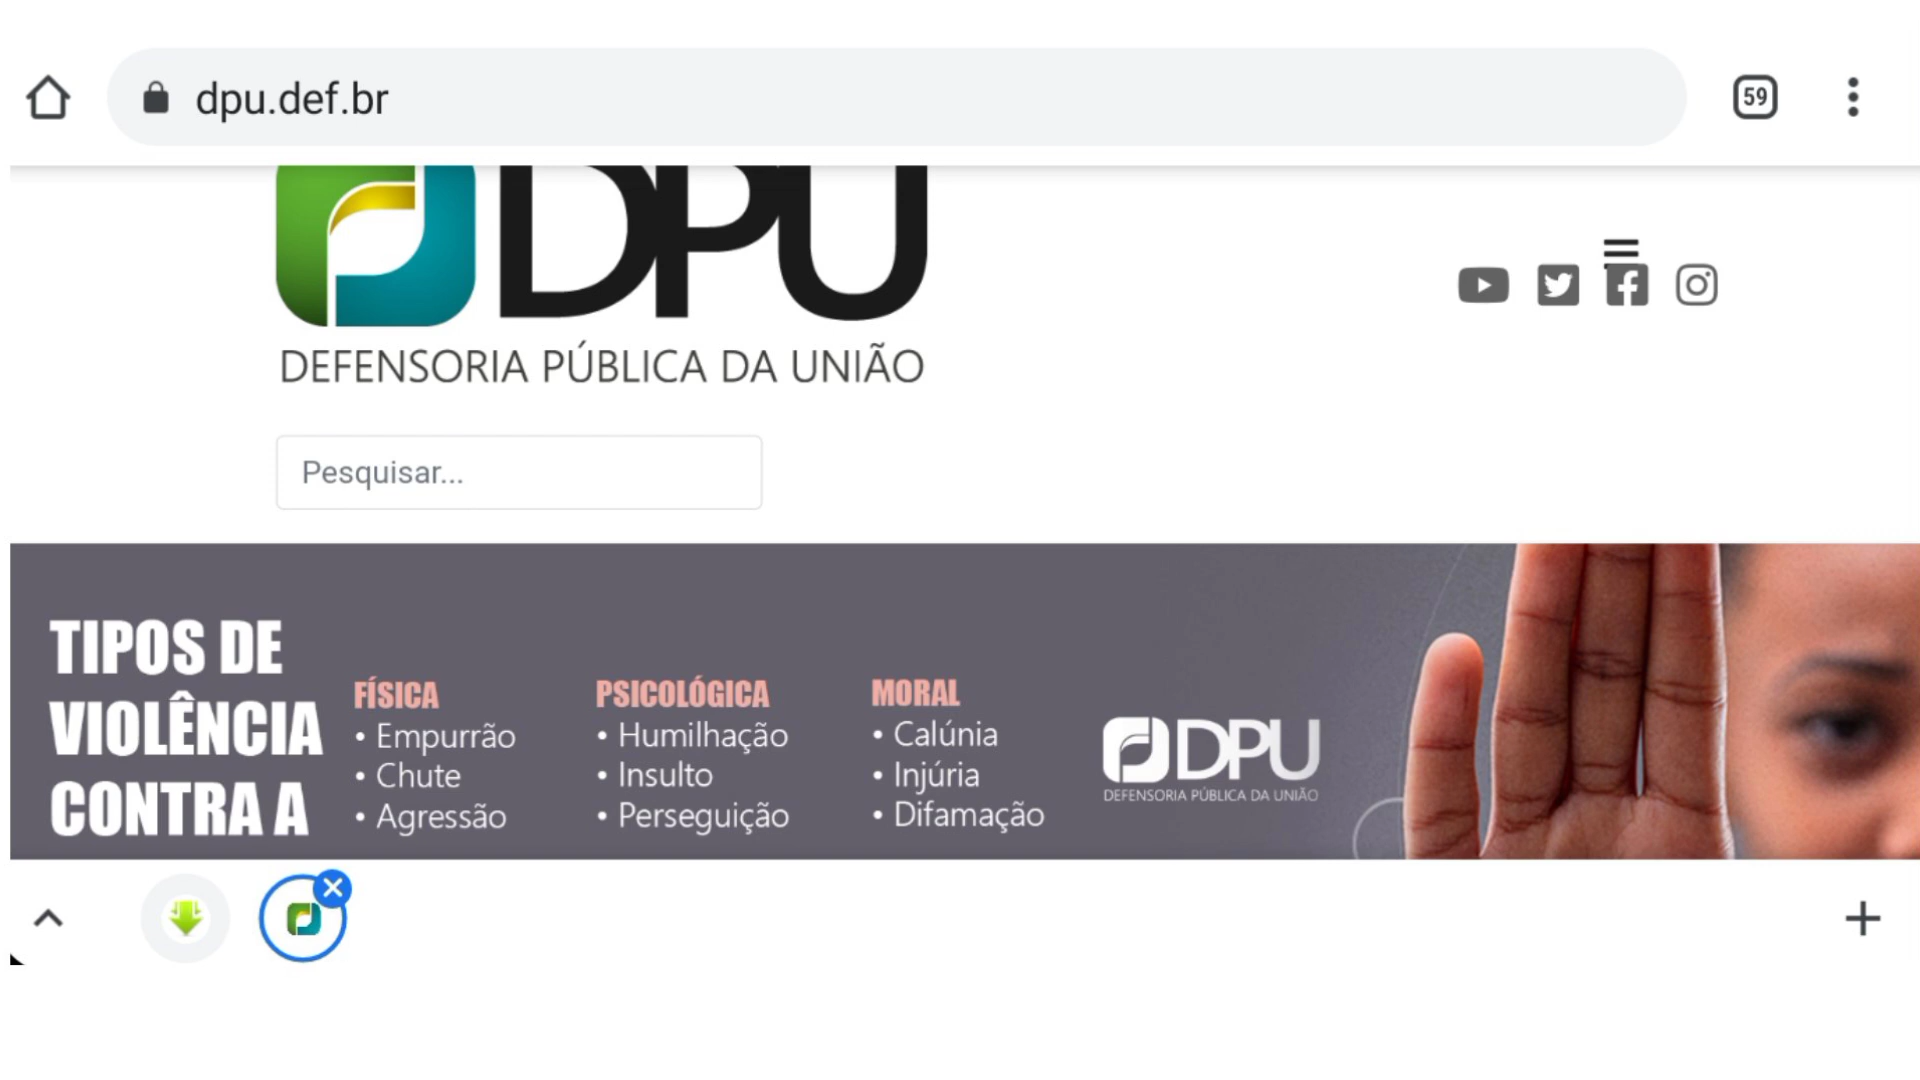 dpu.def.br
59
DPU
DEFENSORIA PÚBLICA DA UNIÃO
Pesquisar...
TIPOS DE
VIOLÊNCIA
CONTRA A
FÍSICA
• Empurrão
• Chute
• Agressão
PSICOLÓGICA
• Humilhação
• Insulto
• Perseguição
MORAL
• Calúnia
• Injúria
• Difamação
DPU
DEFENSORIA PÚBLICA DA UNIÃO